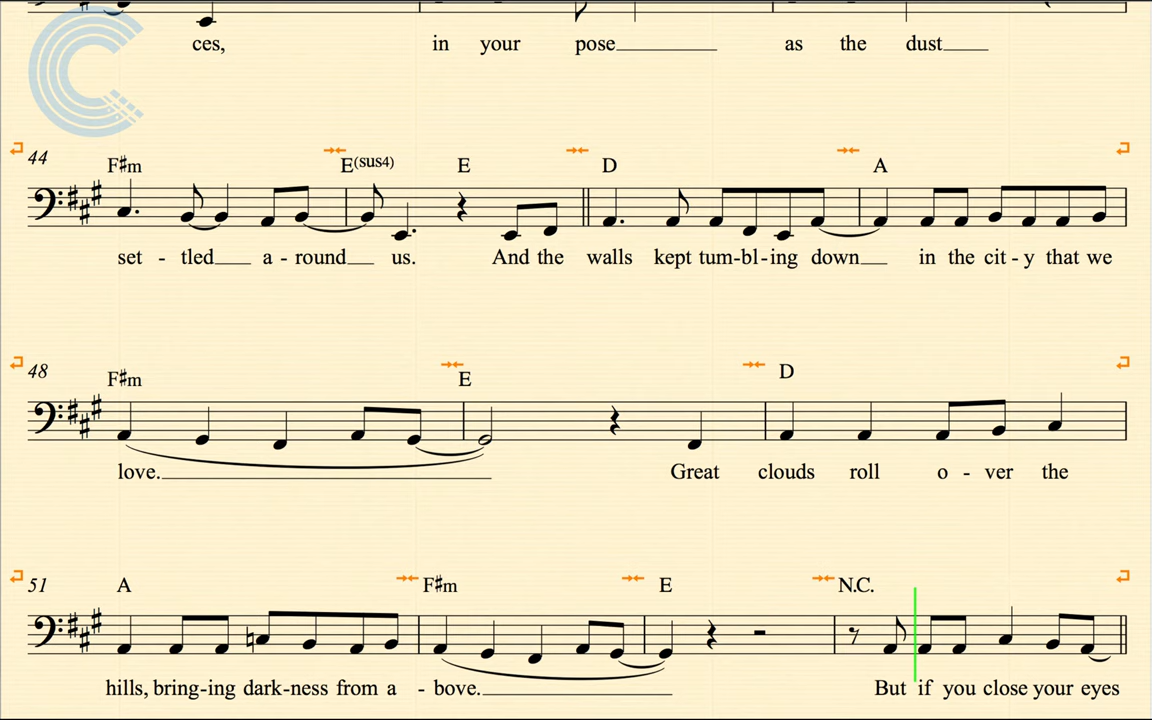 ces, in your pose as the dust
44 F#m E(sus4) E D A
set - tled a - round us. And the walls kept tum-bl-ing down in the cit - y that we
48 F#m E D
love. Great clouds roll o - ver the
51 A F#m E N.C.
hills, bring-ing dark-ness from a - bove. But if you close your eyes